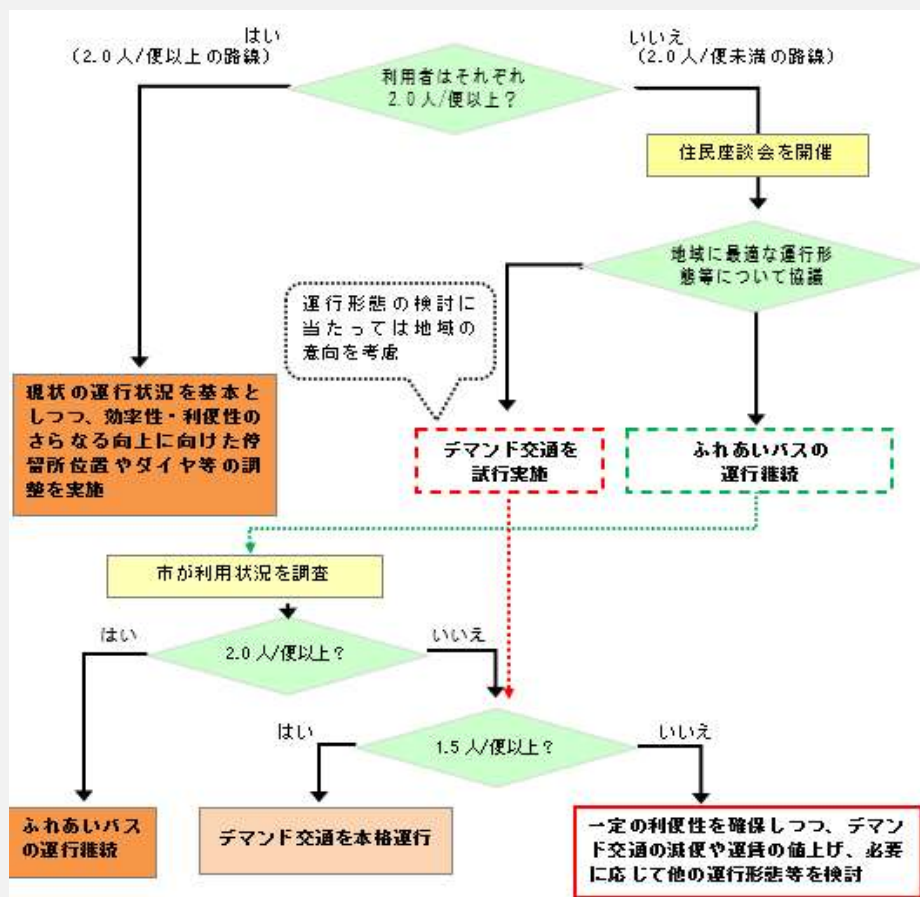 はい
(2.0人/便以上の路線)
いいえ
(2.0人/便未満の路線)
利用者はそれぞれ
2.0人/便以上?
住民座談会を開催
地域に最適な運行形
態等について協議
運行形態の検討に
当たっては地域の
意向を考慮
現状の運行状況を基本と
しつつ、効率性・利便性の
さらなる向上に向けた停
留所位置やダイヤ等の調
整を実施
デマンド交通を
試行実施
ふれあいバスの
運行継続
市が利用状況を調査
はい
いいえ
2.0人/便以上?
はい
いいえ
1.5人/便以上?
ふれあいバス
の運行継続
デマンド交通を本格運行
一定の利便性を確保しつつ、デマン
ド交通の減便や運賃の値上げ、必要
に応じて他の運行形態等を検討